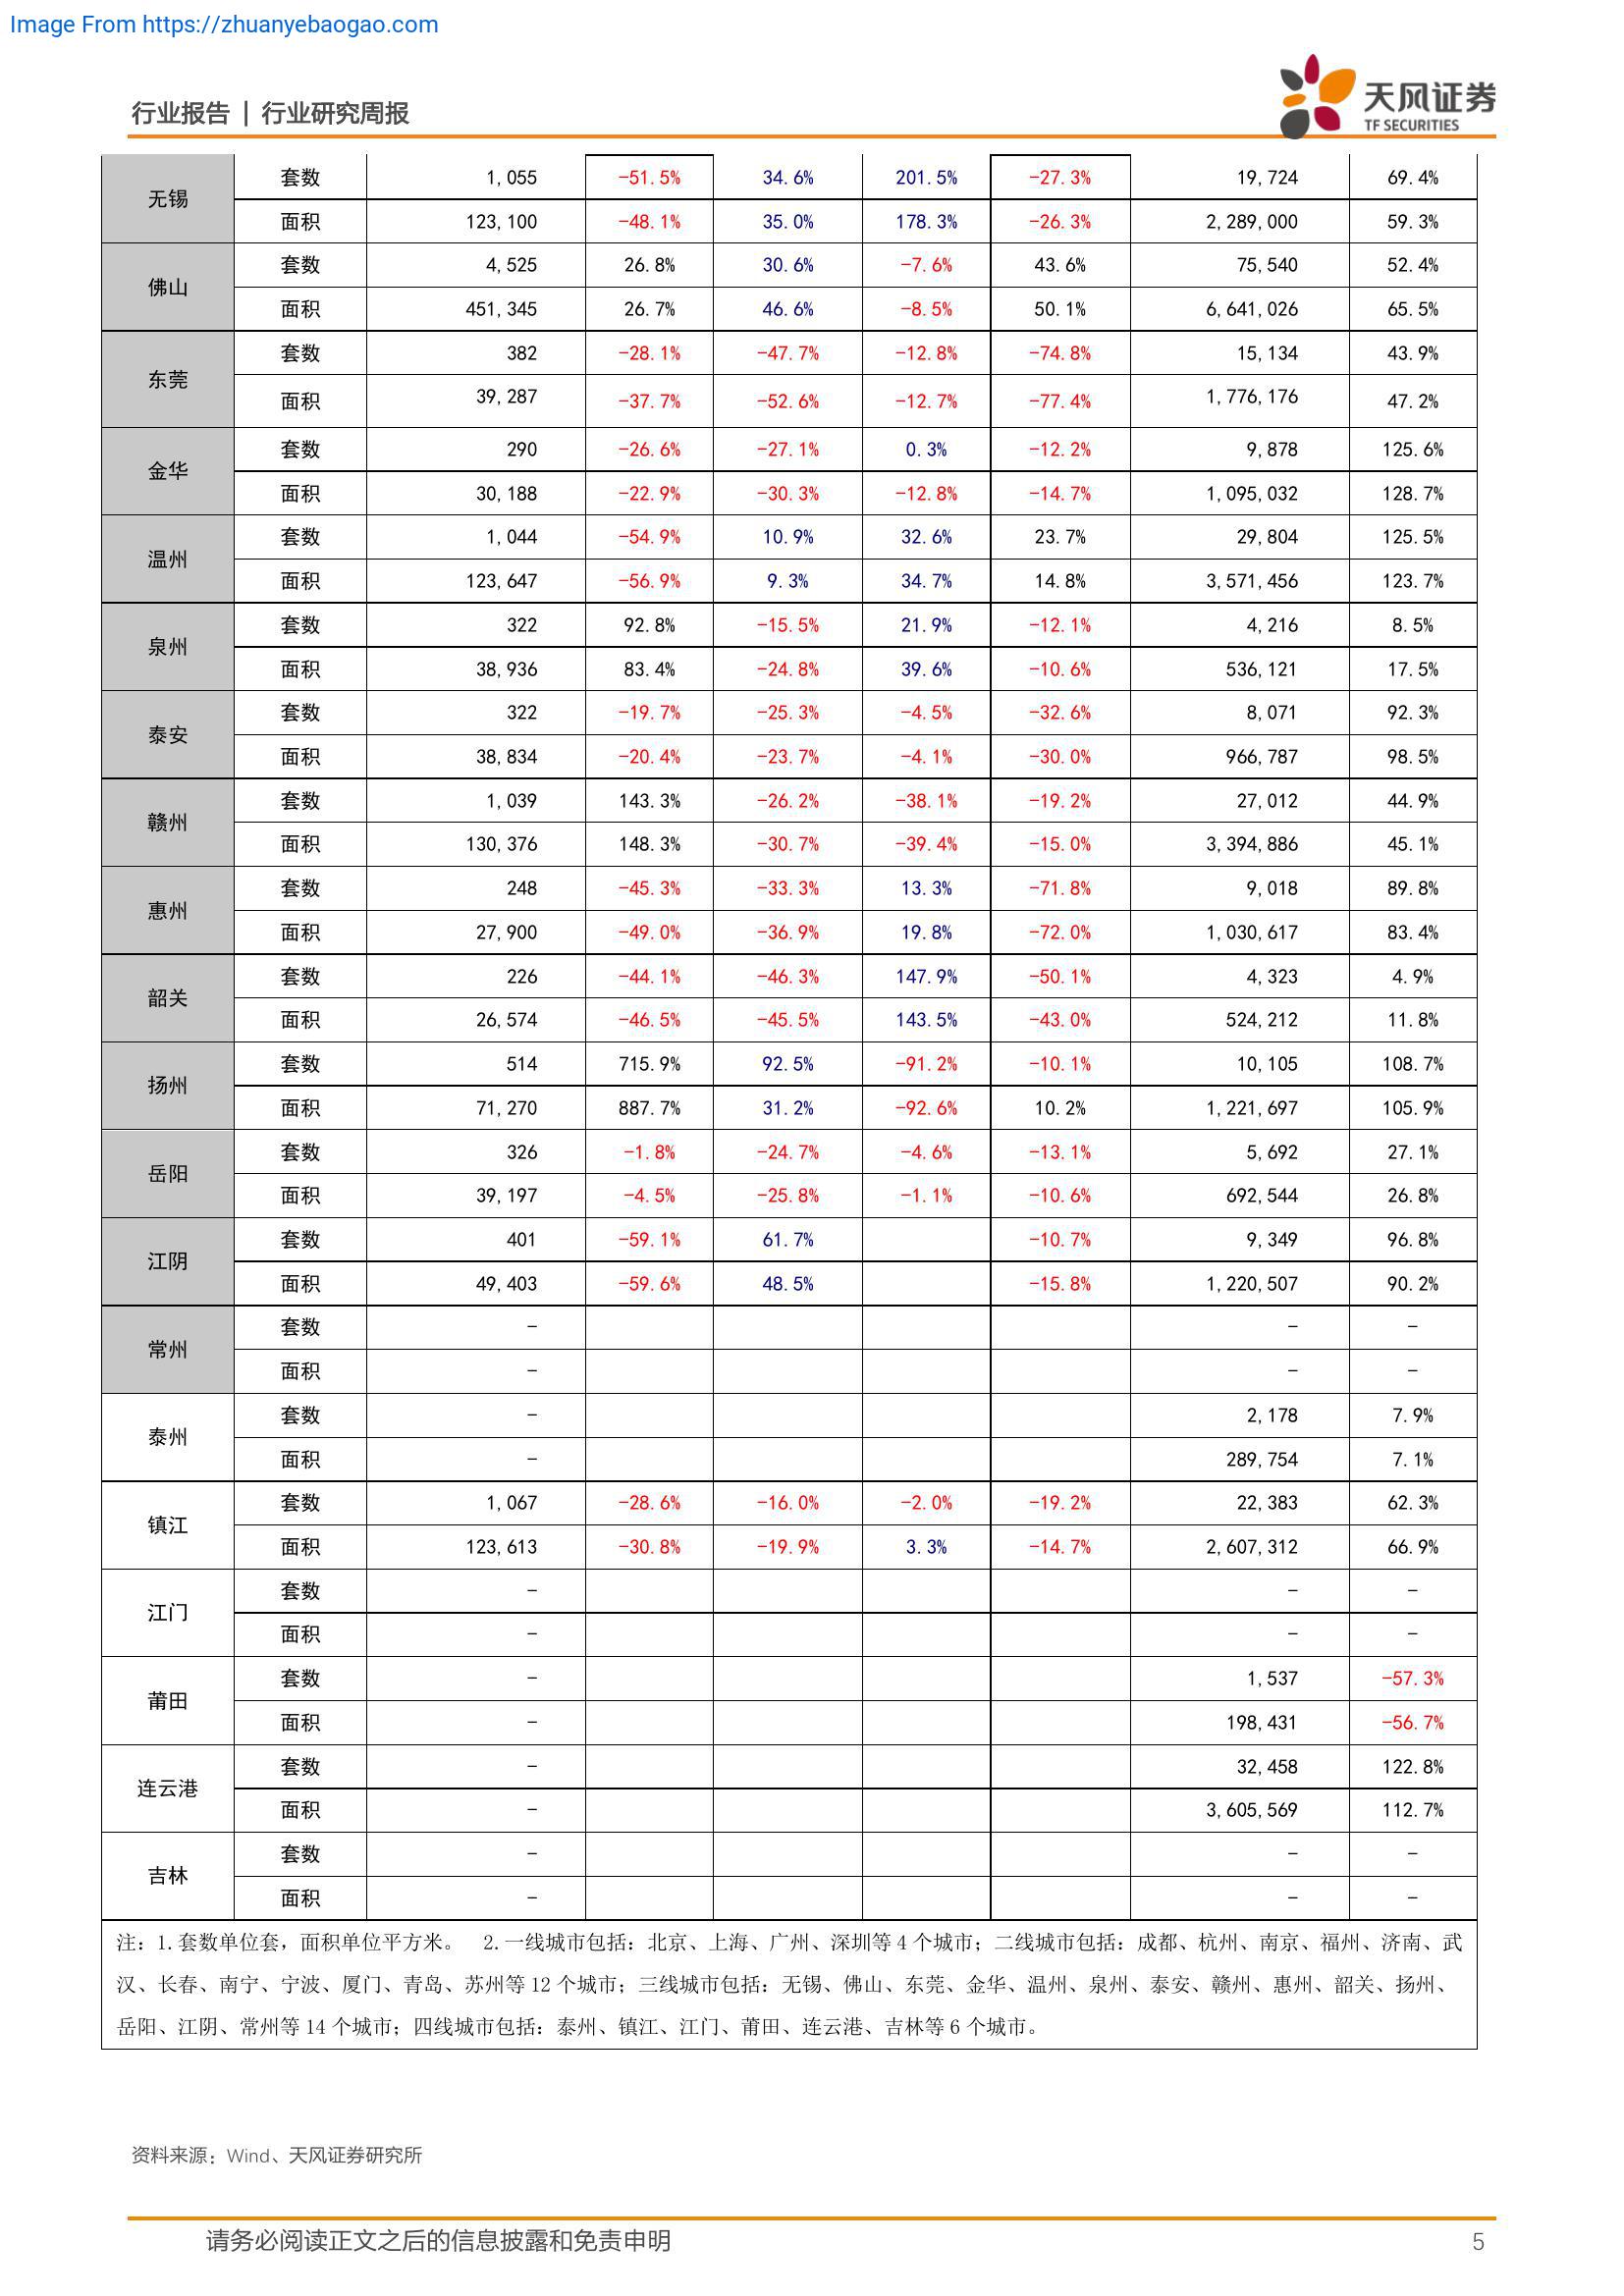 Image From https://zhuanyebaogao.com
行业报告 | 行业研究周报
天风证券
TF SECURITIES
无锡 套数 1,055 -51.5% 34.6% 201.5% -27.3% 19,724 69.4%
面积 123,100 -48.1% 35.0% 178.3% -26.3% 2,289,000 59.3%
佛山 套数 4,525 26.8% 30.6% -7.6% 43.6% 75,540 52.4%
面积 451,345 26.7% 46.6% -8.5% 50.1% 6,641,026 65.5%
东莞 套数 382 -28.1% -47.7% -12.8% -74.8% 15,134 43.9%
面积 39,287 -37.7% -52.6% -12.7% -77.4% 1,776,176 47.2%
金华 套数 290 -26.6% -27.1% 0.3% -12.2% 9,878 125.6%
面积 30,188 -22.9% -30.3% -12.8% -14.7% 1,095,032 128.7%
温州 套数 1,044 -54.9% 10.9% 32.6% 23.7% 29,804 125.5%
面积 123,647 -56.9% 9.3% 34.7% 14.8% 3,571,456 123.7%
泉州 套数 322 92.8% -15.5% 21.9% -12.1% 4,216 8.5%
面积 38,936 83.4% -24.8% 39.6% -10.6% 536,121 17.5%
泰安 套数 322 -19.7% -25.3% -4.5% -32.6% 8,071 92.3%
面积 38,834 -20.4% -23.7% -4.1% -30.0% 966,787 98.5%
赣州 套数 1,039 143.3% -26.2% -38.1% -19.2% 27,012 44.9%
面积 130,376 148.3% -30.7% -39.4% -15.0% 3,394,886 45.1%
惠州 套数 248 -45.3% -33.3% 13.3% -71.8% 9,018 89.8%
面积 27,900 -49.0% -36.9% 19.8% -72.0% 1,030,617 83.4%
韶关 套数 226 -44.1% -46.3% 147.9% -50.1% 4,323 4.9%
面积 26,574 -46.5% -45.5% 143.5% -43.0% 524,212 11.8%
扬州 套数 514 715.9% 92.5% -91.2% -10.1% 10,105 108.7%
面积 71,270 887.7% 31.2% -92.6% 10.2% 1,221,697 105.9%
岳阳 套数 326 -1.8% -24.7% -4.6% -13.1% 5,692 27.1%
面积 39,197 -4.5% -25.8% -1.1% -10.6% 692,544 26.8%
江阴 套数 401 -59.1% 61.7% -10.7% 9,349 96.8%
面积 49,403 -59.6% 48.5% -15.8% 1,220,507 90.2%
常州 套数 - - -
面积 - - -
泰州 套数 - 2,178 7.9%
面积 - 289,754 7.1%
镇江 套数 1,067 -28.6% -16.0% -2.0% -19.2% 22,383 62.3%
面积 123,613 -30.8% -19.9% 3.3% -14.7% 2,607,312 66.9%
江门 套数 - - -
面积 - - -
莆田 套数 - 1,537 -57.3%
面积 - 198,431 -56.7%
连云港 套数 - 32,458 122.8%
面积 - 3,605,569 112.7%
吉林 套数 - - -
面积 - - -
注：1.套数单位套，面积单位平方米。 2.一线城市包括：北京、上海、广州、深圳等 4 个城市；二线城市包括：成都、杭州、南京、福州、济南、武
汉、长春、南宁、宁波、厦门、青岛、苏州等 12 个城市；三线城市包括：无锡、佛山、东莞、金华、温州、泉州、泰安、赣州、惠州、韶关、扬州、
岳阳、江阴、常州等 14 个城市；四线城市包括：泰州、镇江、江门、莆田、连云港、吉林等 6 个城市。
资料来源：Wind、天风证券研究所
请务必阅读正文之后的信息披露和免责申明 5